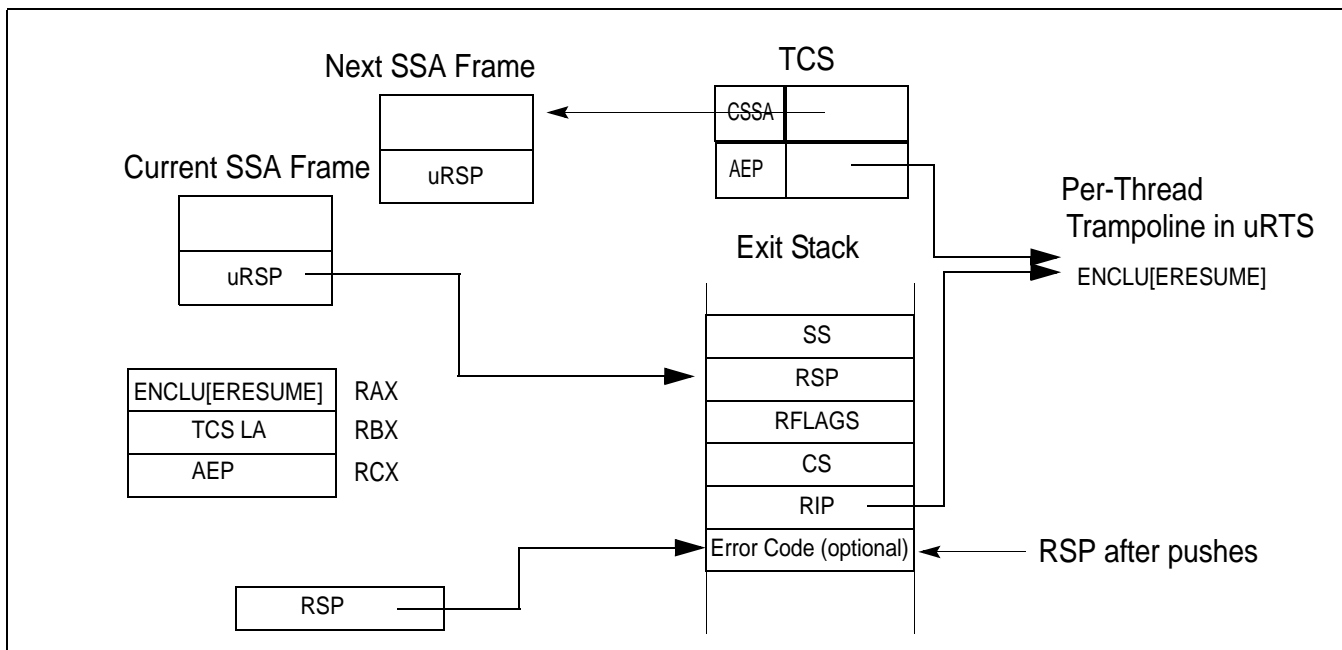 Next SSA Frame
TCS
CSSA
Current SSA Frame
uRSP
AEP
Per-Thread
Trampoline in uRTS
Exit Stack
uRSP
ENCLU[ERESUME]
SS
ENCLU[ERESUME] RAX
RSP
TCS LA RBX
RFLAGS
AEP RCX
CS
RIP
Error Code (optional)
RSP after pushes
RSP